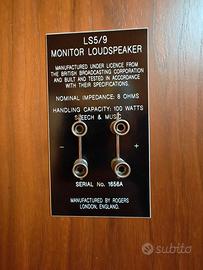 LS5/9
MONITOR LOUDSPEAKER
MANUFACTURED UNDER LICENCE FROM
THE BRITISH BROADCASTING CORPORATION
AND BUILT AND TESTED IN ACCORDANCE
WITH THEIR SPECIFICATION.
NOMINAL IMPEDANCE: 8 OHMS
HANDLING CAPACITY: 100 WATTS
SPEECH & MUSIC
- +
SERIAL No. 1656A
MANUFACTURED BY ROGERS
LONDON, ENGLAND.
subito